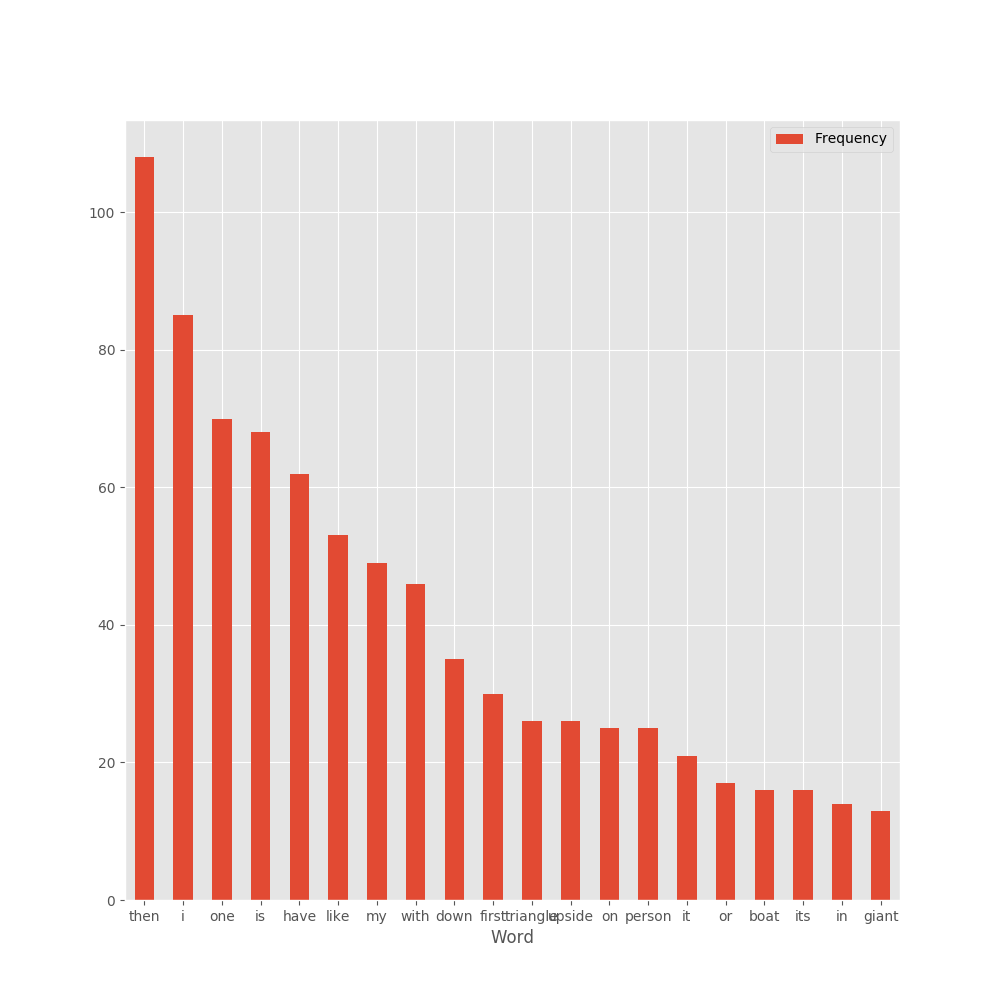 Frequency
100
80
60
40
20
0
then i one is have like my with down first triangle upside on person it or boat its in giant
Word